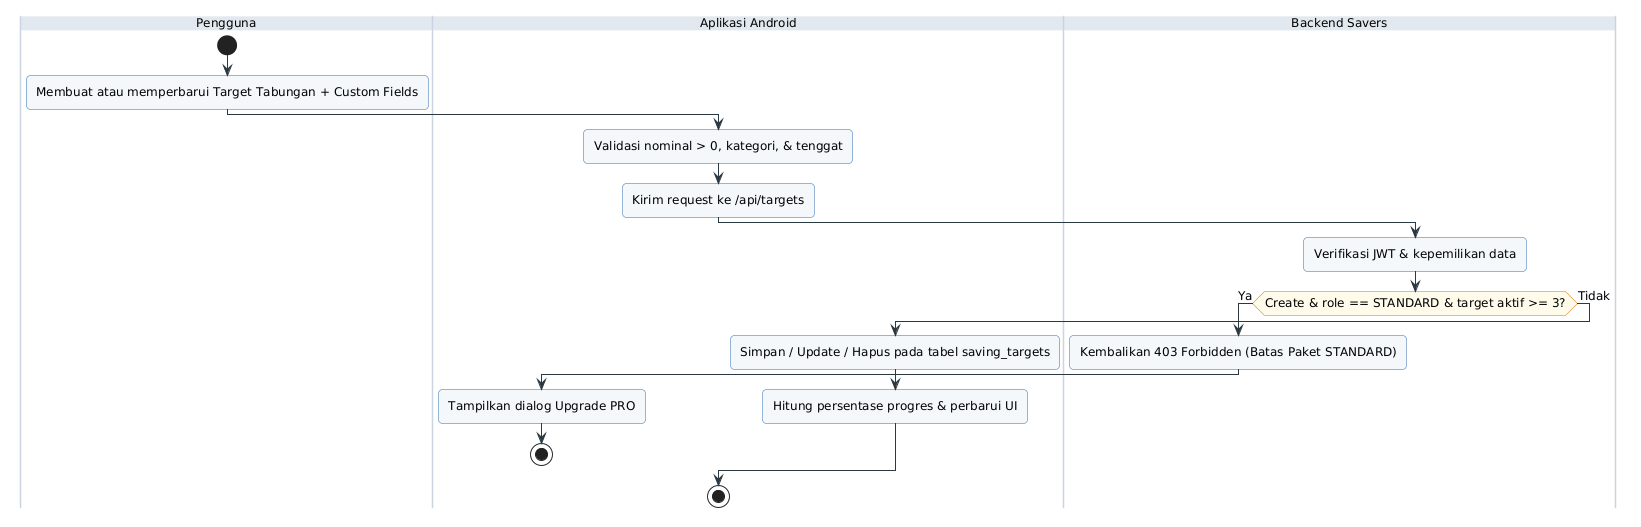 Pengguna
Aplikasi Android
Backend Savers
Membuat atau memperbarui Target Tabungan + Custom Fields
Validasi nominal > 0, kategori, & tenggat
Kirim request ke /api/targets
Verifikasi JWT & kepemilikan data
Ya
Create & role == STANDARD & target aktif >= 3?
Tidak
Simpan / Update / Hapus pada tabel saving_targets
Kembalikan 403 Forbidden (Batas Paket STANDARD)
Tampilkan dialog Upgrade PRO
Hitung persentase progres & perbarui UI